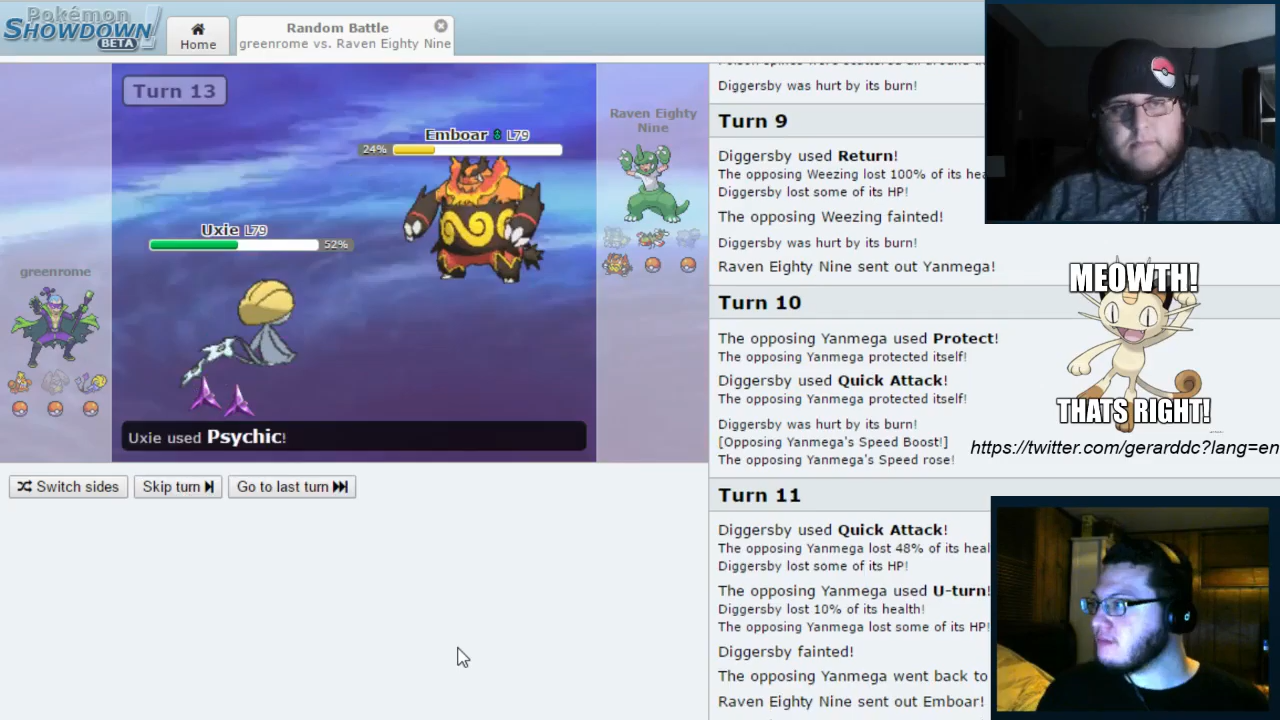 Pokémon
SHOWDOWN!
BETA
Home
Random Battle
greenrome vs. Raven Eighty Nine
Turn 13
Emboar L79
24%
Uxie L79
52%
Uxie used Psychic!
greenrome
Raven Eighty
Nine
Switch sides
Skip turn
Go to last turn
Diggersby was hurt by its burn!
Turn 9
Diggersby used Return!
The opposing Weezing lost 100% of its hea
Diggersby lost some of its HP!
The opposing Weezing fainted!
Diggersby was hurt by its burn!
Raven Eighty Nine sent out Yanmega!
Turn 10
The opposing Yanmega used Protect!
The opposing Yanmega protected itself!
Diggersby used Quick Attack!
The opposing Yanmega protected itself!
Diggersby was hurt by its burn!
[Opposing Yanmega's Speed Boost!]
The opposing Yanmega's Speed rose!
Turn 11
Diggersby used Quick Attack!
The opposing Yanmega lost 48% of its heal
Diggersby lost some of its HP!
The opposing Yanmega used U-turn!
Diggersby lost 10% of its health!
The opposing Yanmega lost some of its HP!
Diggersby fainted!
The opposing Yanmega went back to
Raven Eighty Nine sent out Emboar!
MEOWTH!
THATS RIGHT!
https://twitter.com/gerarddc?lang=en